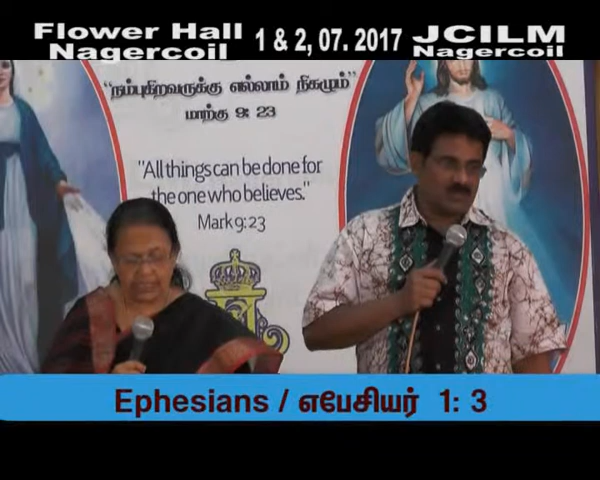 Flower Hall
Nagercoil
1 & 2, 07. 2017
JCILM
Nagercoil
"நம்புகிறவருக்கு எல்லாம் நிகழும்"
மாற்கு 9: 23
"All things can be done for
the one who believes."
Mark 9:23
Ephesians / எபேசியர் 1: 3